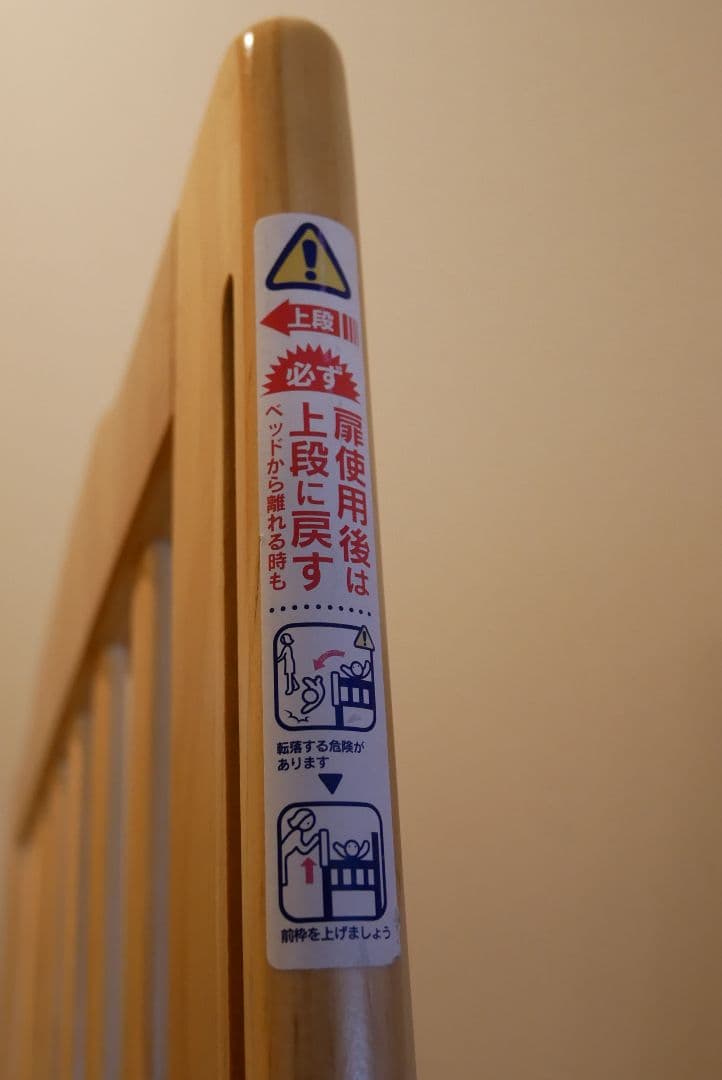 上段
必ず
扉使用後は
上段に戻す
ベッドから離れる時も
転落する危険が
あります
前枠を上げましょう